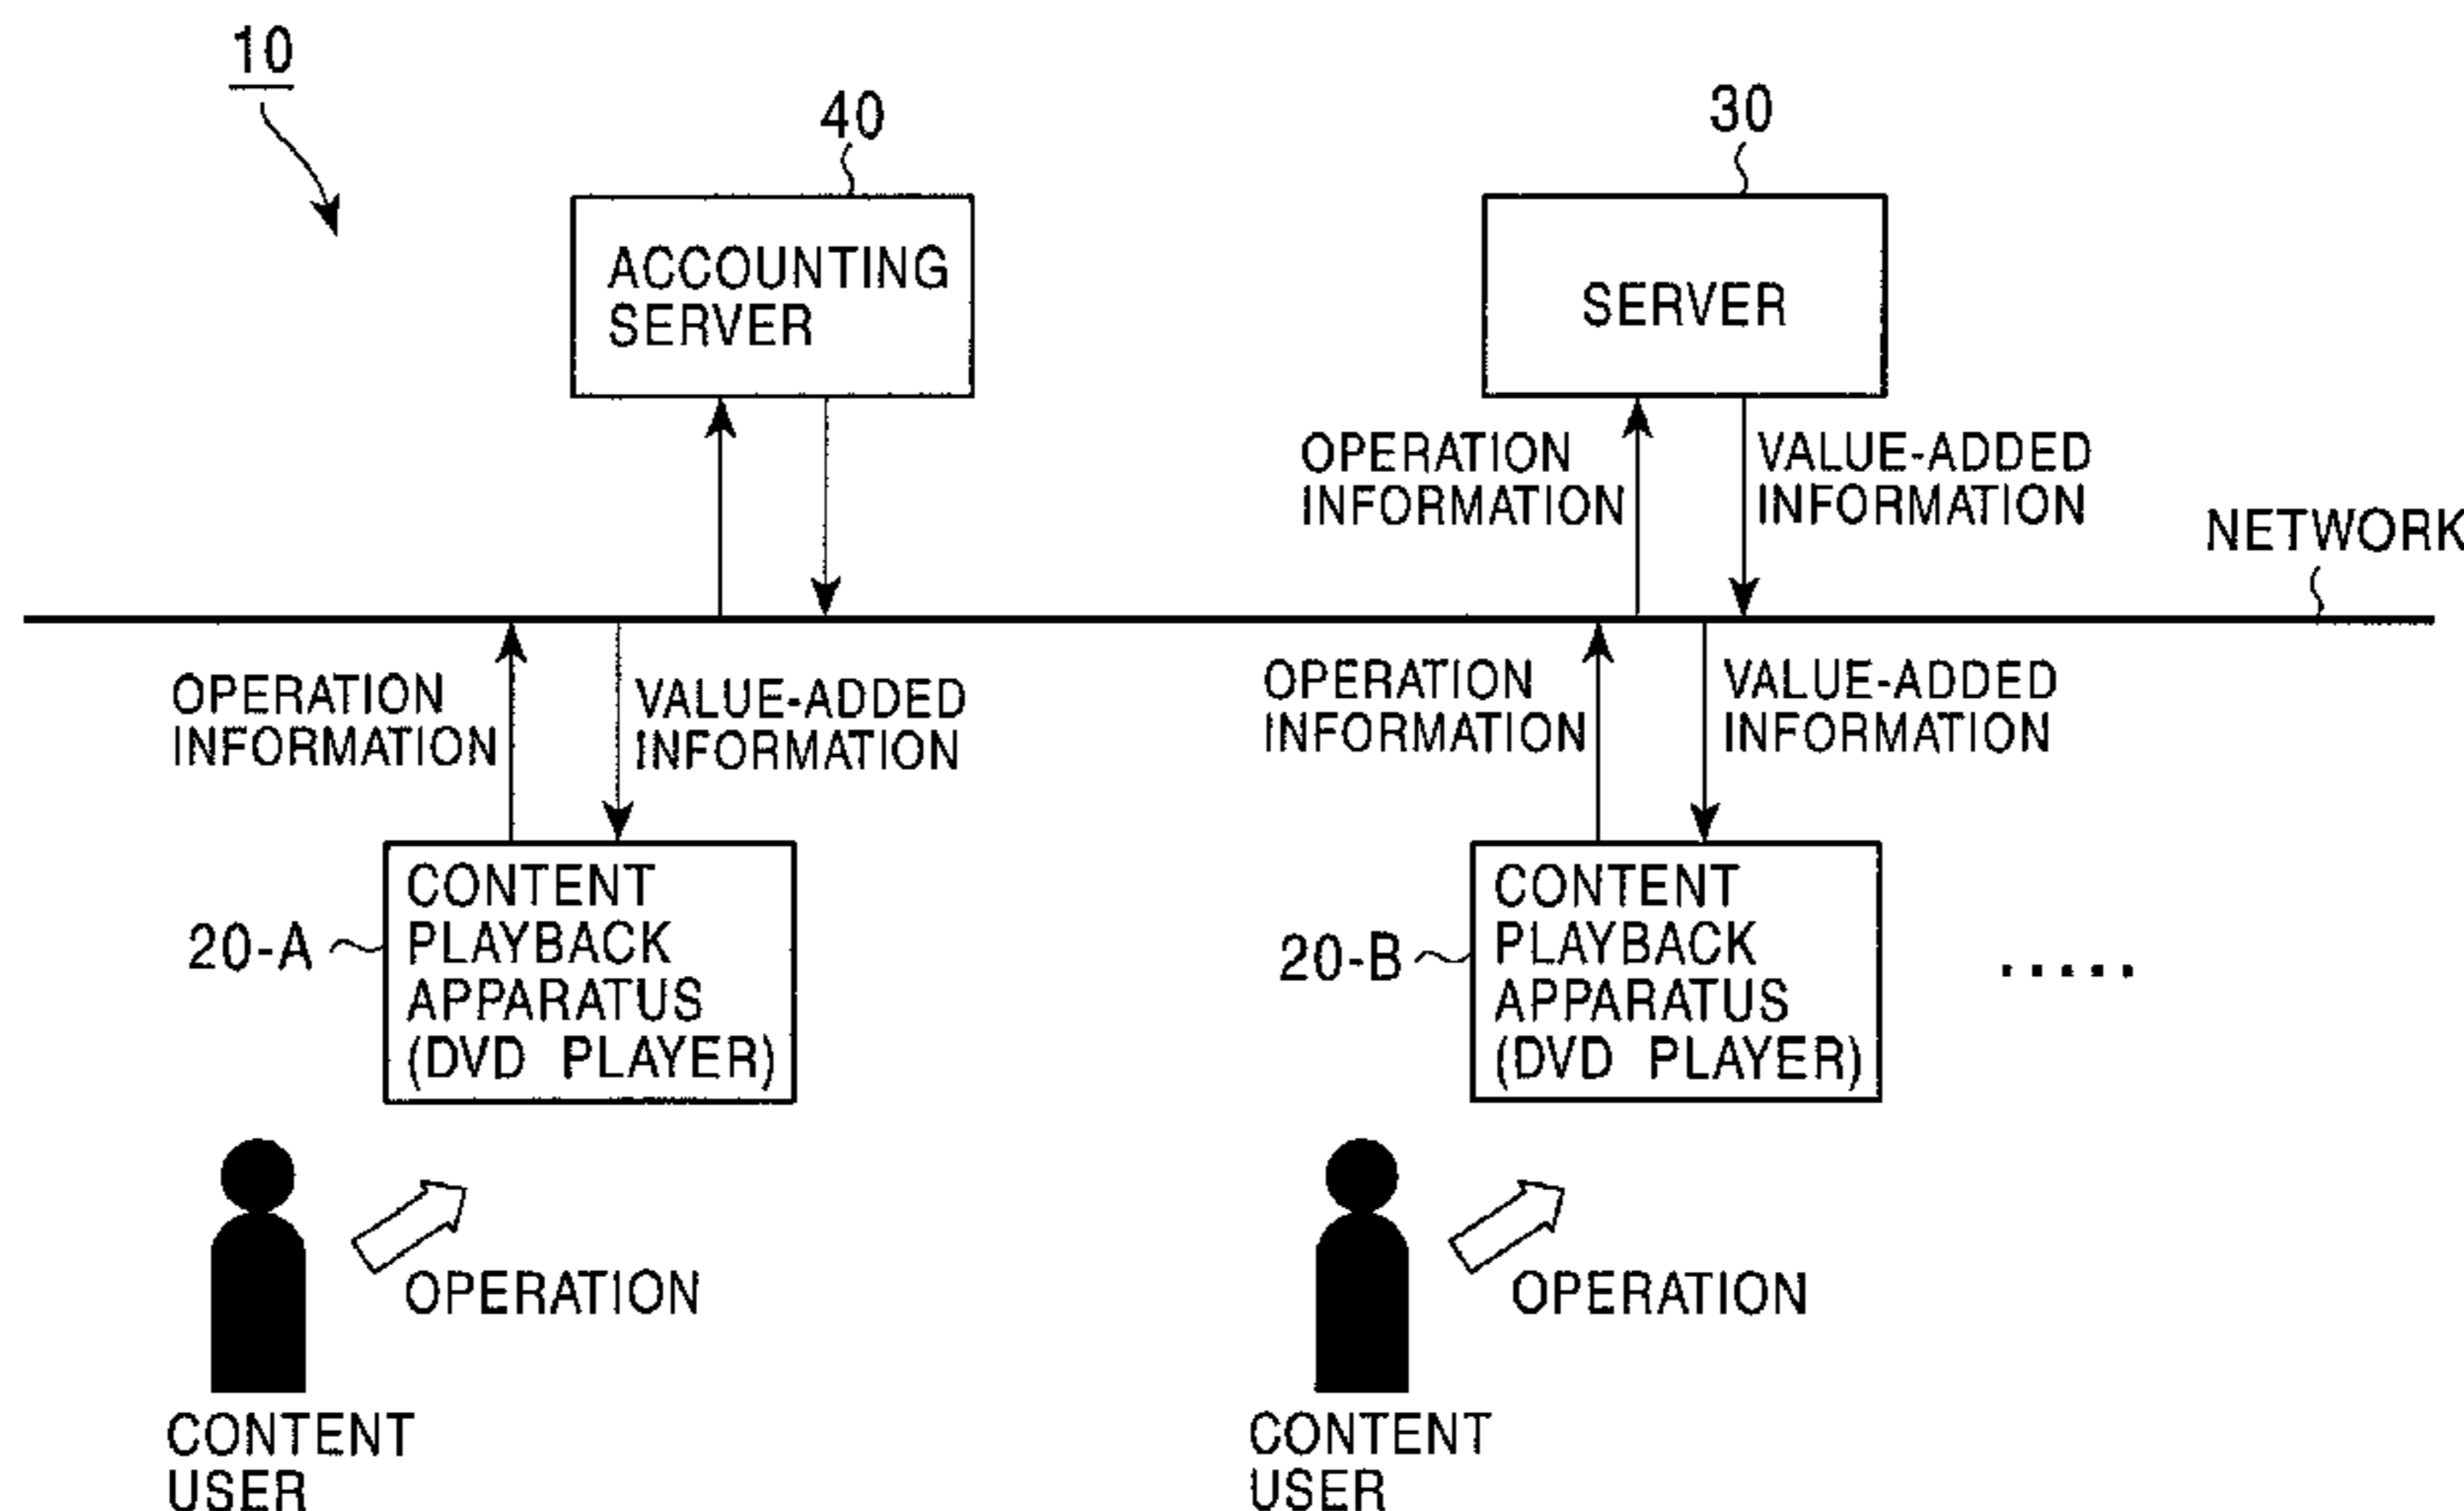 10
40
30
ACCOUNTING
SERVER
SERVER
OPERATION
INFORMATION
VALUE-ADDED
INFORMATION
NETWORK
OPERATION
INFORMATION
VALUE-ADDED
INFORMATION
OPERATION
INFORMATION
VALUE-ADDED
INFORMATION
20-A
CONTENT
PLAYBACK
APPARATUS
(DVD PLAYER)
20-B
CONTENT
PLAYBACK
APPARATUS
(DVD PLAYER)
.....
OPERATION
OPERATION
CONTENT
USER
CONTENT
USER